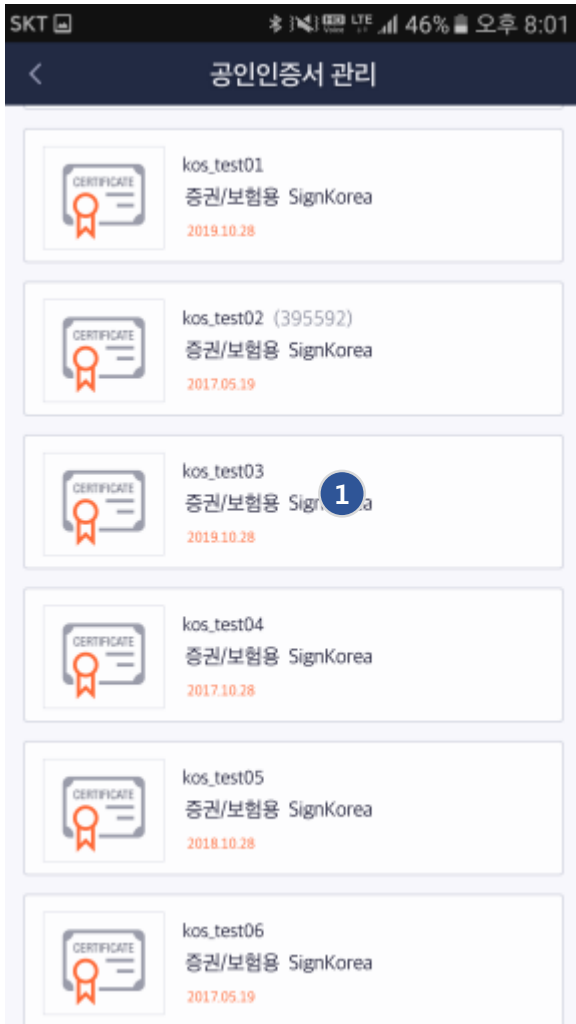 SKT LTE 46% 오후 8:01
공인인증서 관리
CERTIFICATE
kos_test01
증권/보험용 SignKorea
2019.10.28
CERTIFICATE
kos_test02 (395592)
증권/보험용 SignKorea
2017.05.19
CERTIFICATE
kos_test03
증권/보험용 Sign a
1
2019.10.28
CERTIFICATE
kos_test04
증권/보험용 SignKorea
2017.10.28
CERTIFICATE
kos_test05
증권/보험용 SignKorea
2018.10.28
CERTIFICATE
kos_test06
증권/보험용 SignKorea
2017.05.19